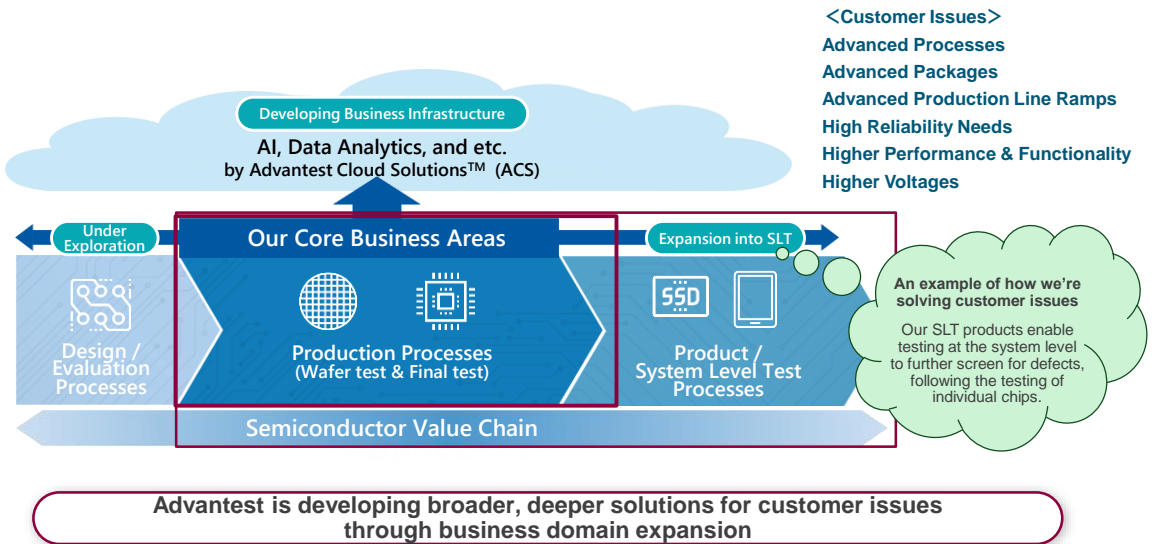 ＜Customer Issues＞
Advanced Processes
Advanced Packages
Advanced Production Line Ramps
High Reliability Needs
Higher Performance & Functionality
Higher Voltages
Developing Business Infrastructure
AI, Data Analytics, and etc.
by Advantest Cloud Solutions™ (ACS)
Under
Exploration
Our Core Business Areas
Expansion into SLT
Design /
Evaluation
Processes
Production Processes
(Wafer test & Final test)
SSD
Product /
System Level Test
Processes
An example of how we're
solving customer issues
Our SLT products enable
testing at the system level
to further screen for defects,
following the testing of
individual chips.
Semiconductor Value Chain
Advantest is developing broader, deeper solutions for customer issues
through business domain expansion